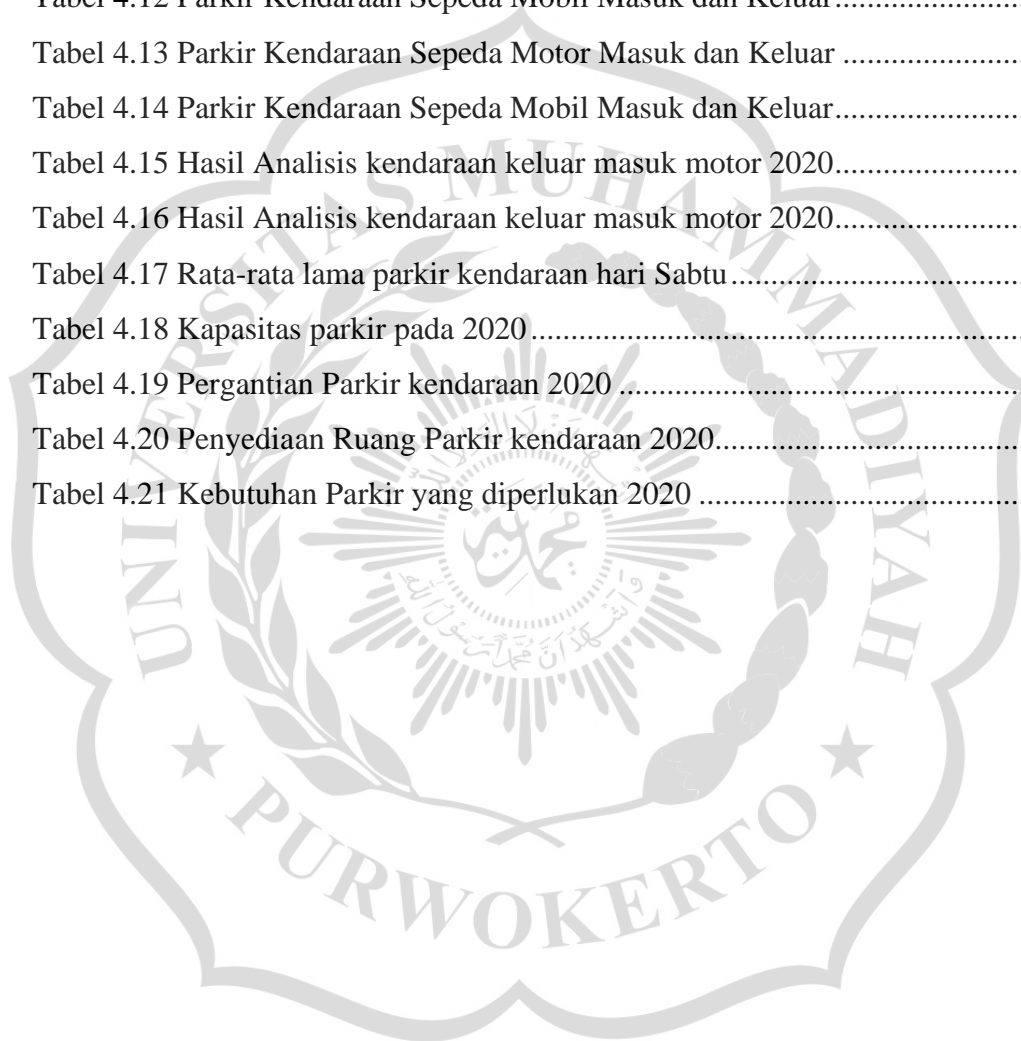 Tabel 4.12 Parkir Kendaraan Sepeda Mobil Masuk dan Keluar......................
Tabel 4.13 Parkir Kendaraan Sepeda Motor Masuk dan Keluar .....................
Tabel 4.14 Parkir Kendaraan Sepeda Mobil Masuk dan Keluar......................
Tabel 4.15 Hasil Analisis kendaraan keluar masuk motor 2020......................
Tabel 4.16 Hasil Analisis kendaraan keluar masuk motor 2020......................
Tabel 4.17 Rata-rata lama parkir kendaraan hari Sabtu ...................................
Tabel 4.18 Kapasitas parkir pada 2020 ...........................................................
Tabel 4.19 Pergantian Parkir kendaraan 2020 .................................................
Tabel 4.20 Penyediaan Ruang Parkir kendaraan 2020.....................................
Tabel 4.21 Kebutuhan Parkir yang diperlukan 2020 .......................................
UNIVERSITAS MUHAMMADIYAH
PURWOKERTO